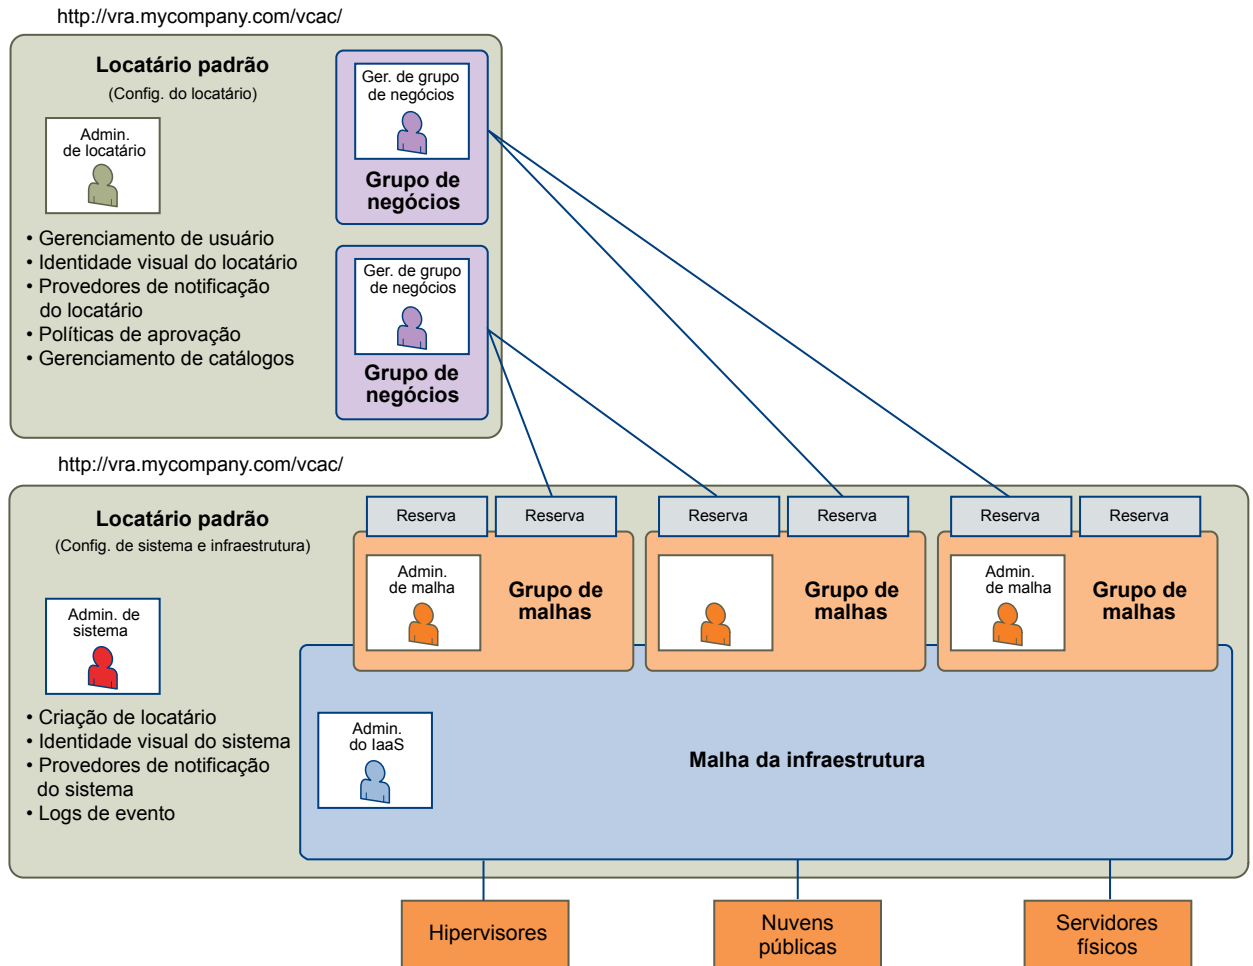 http://vra.mycompany.com/vcac/
Locatário padrão
(Config. do locatário)
Admin.
de locatário
• Gerenciamento de usuário
• Identidade visual do locatário
• Provedores de notificação
do locatário
• Políticas de aprovação
• Gerenciamento de catálogos
Ger. de grupo
de negócios
Grupo de
negócios
Ger. de grupo
de negócios
Grupo de
negócios
http://vra.mycompany.com/vcac/
Locatário padrão
(Config. de sistema e infraestrutura)
Admin. de
sistema
• Criação de locatário
• Identidade visual do sistema
• Provedores de notificação
do sistema
• Logs de evento
Reserva
Reserva
Reserva
Reserva
Reserva
Reserva
Admin.
de malha
Grupo de
malhas
Grupo de
malhas
Admin.
de malha
Grupo de
malhas
Admin.
do IaaS
Malha da infraestrutura
Hipervisores
Nuvens
públicas
Servidores
físicos